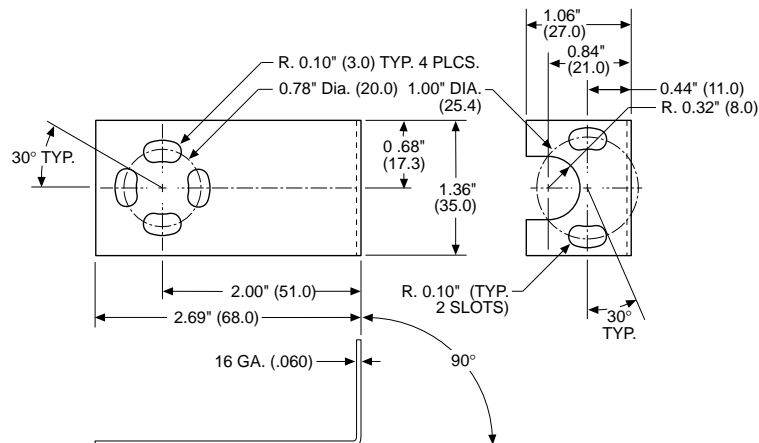 1.06"
(27.0)
R. 0.10" (3.0) TYP. 4 PLCS.
0.84"
(21.0)
0.78" Dia. (20.0)
1.00" DIA.
(25.4)
0.44" (11.0)
R. 0.32" (8.0)
30° TYP.
0.68"
(17.3)
1.36"
(35.0)
2.00" (51.0)
R. 0.10" (TYP.
2 SLOTS)
30°
TYP.
2.69" (68.0)
16 GA. (.060)
90°